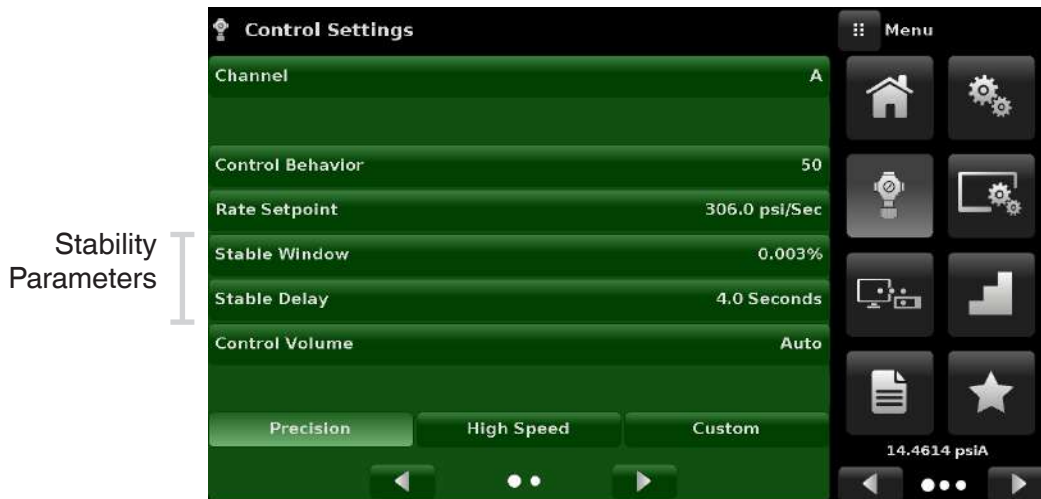 Control Settings
Menu
Channel A
Control Behavior 50
Rate Setpoint 306.0 psi/Sec
Stability Parameters
Stable Window 0.003%
Stable Delay 4.0 Seconds
Control Volume Auto
Precision High Speed Custom
14.4614 psiA